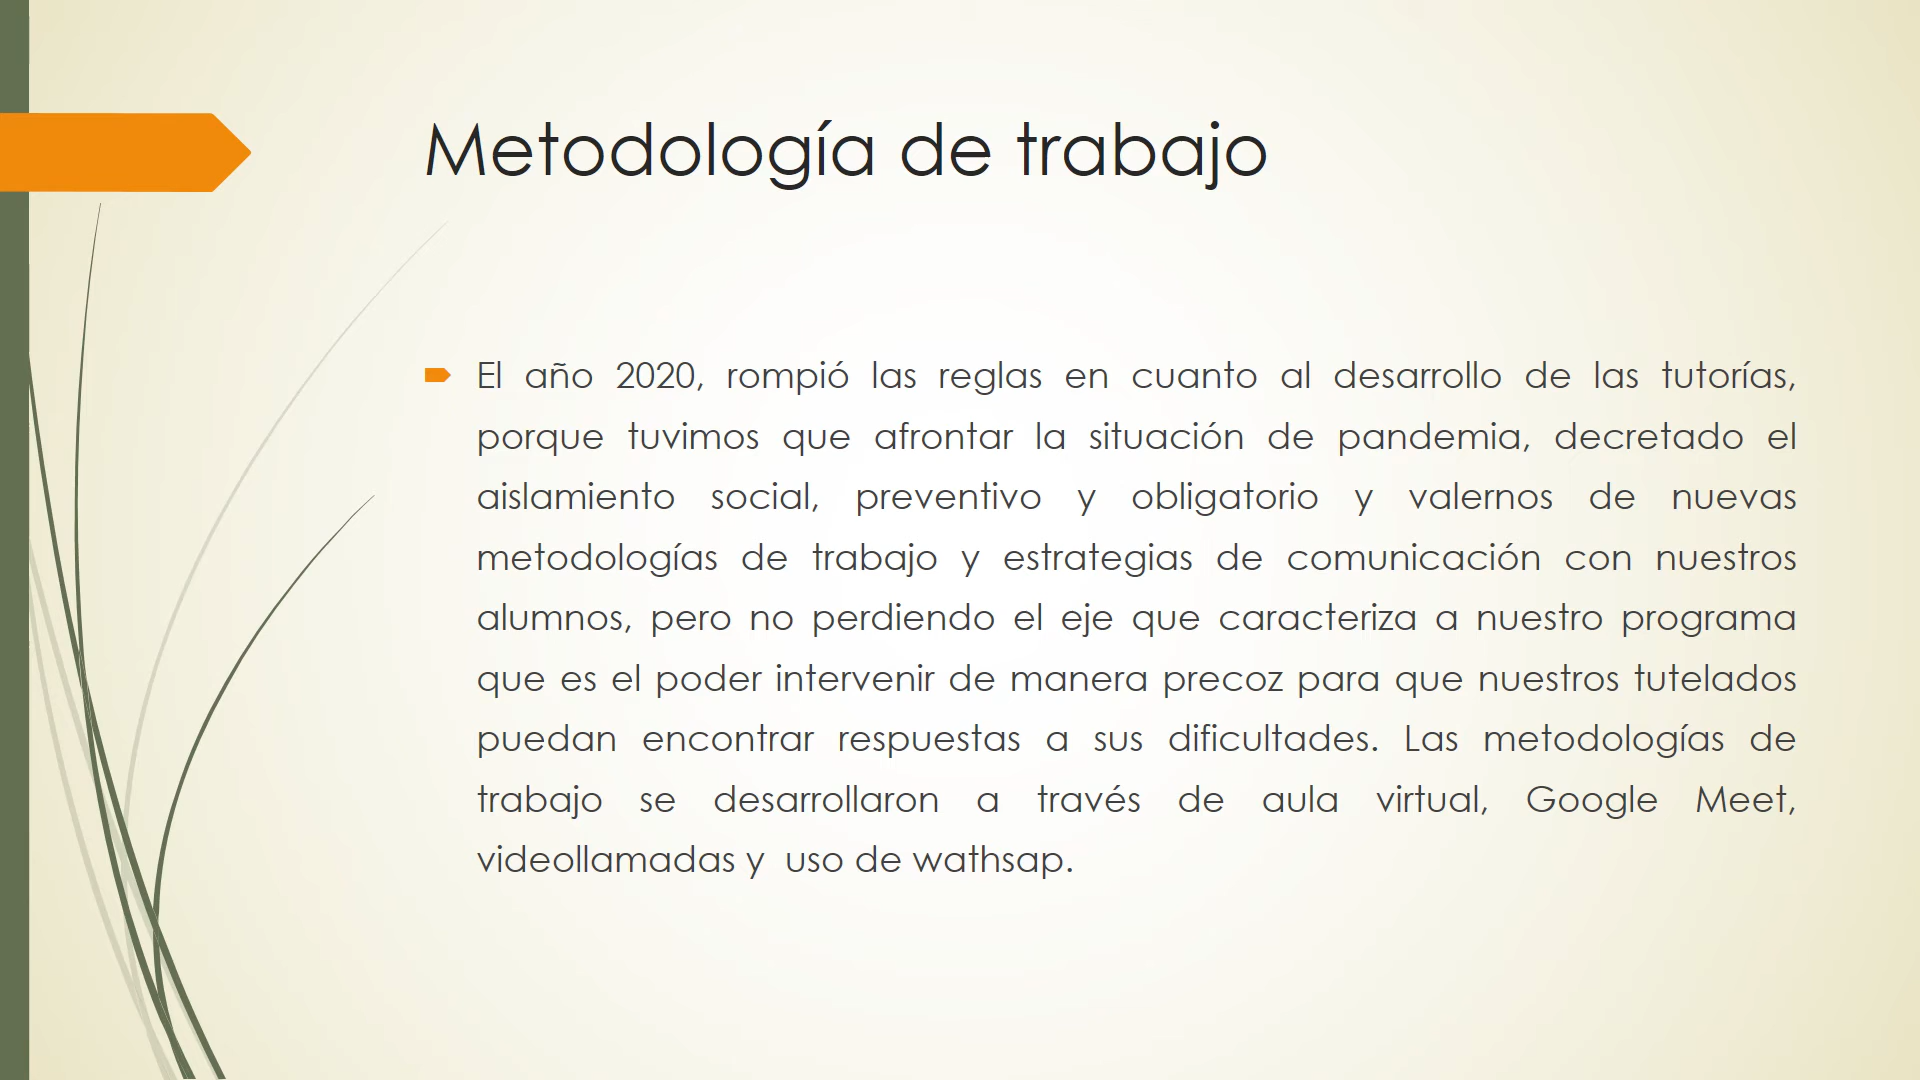 Metodología de trabajo
El año 2020, rompió las reglas en cuanto al desarrollo de las tutorías,
porque tuvimos que afrontar la situación de pandemia, decretado el
aislamiento social, preventivo y obligatorio y valernos de nuevas
metodologías de trabajo y estrategias de comunicación con nuestros
alumnos, pero no perdiendo el eje que caracteriza a nuestro programa
que es el poder intervenir de manera precoz para que nuestros tutelados
puedan encontrar respuestas a sus dificultades. Las metodologías de
trabajo se desarrollaron a través de aula virtual, Google Meet,
videollamadas y  uso de wathsap.